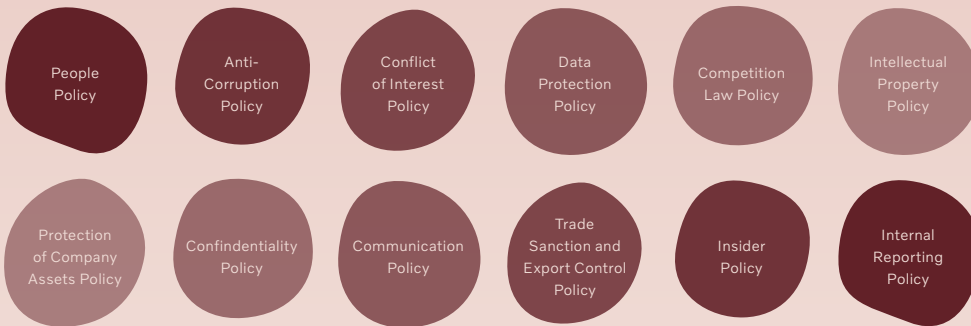 People
Policy
Anti-
Corruption
Policy
Conflict
of Interest
Policy
Data
Protection
Policy
Competition
Law Policy
Intellectual
Property
Policy
Protection
of Company
Assets Policy
Confindentiality
Policy
Communication
Policy
Trade
Sanction and
Export Control
Policy
Insider
Policy
Internal
Reporting
Policy